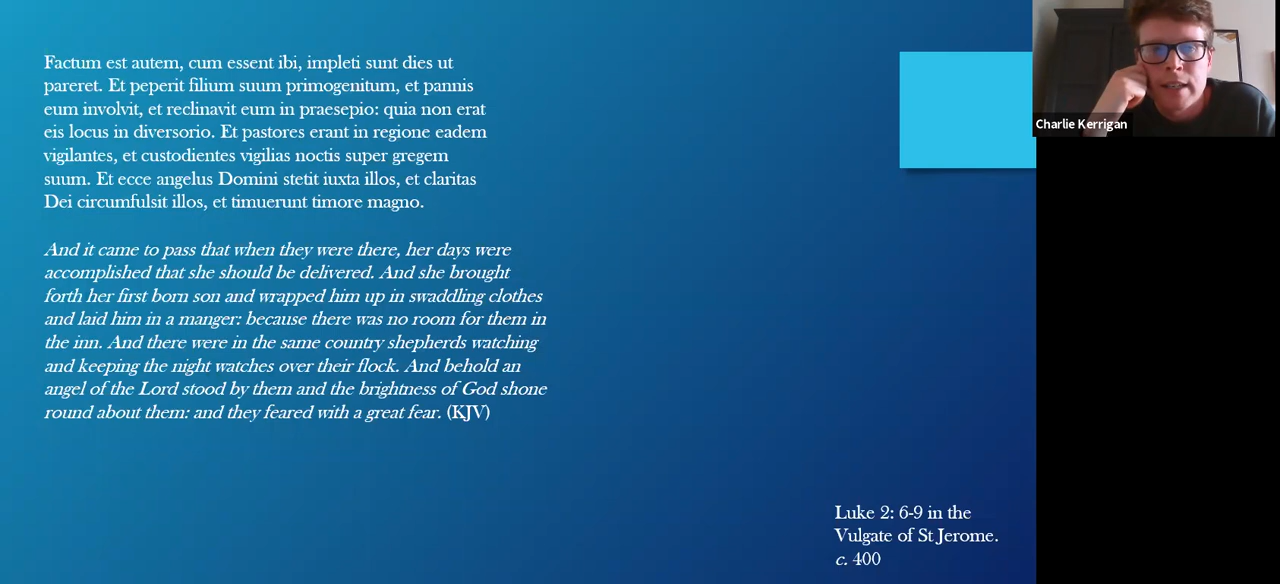 Factum est autem, cum essent ibi, impleti sunt dies ut
pareret. Et peperit filium suum primogenitum, et pannis
eum involvit, et reclinavit eum in praesepio: quia non erat
eis locus in diversorio. Et pastores erant in regione eadem
vigilantes, et custodientes vigilias noctis super gregem
suum. Et ecce angelus Domini stetit iuxta illos, et claritas
Dei circumfulsit illos, et timuerunt timore magno.
And it came to pass that when they were there, her days were
accomplished that she should be delivered. And she brought
forth her first born son and wrapped him up in swaddling clothes
and laid him in a manger: because there was no room for them in
the inn. And there were in the same country shepherds watching
and keeping the night watches over their flock. And behold an
angel of the Lord stood by them and the brightness of God shone
round about them: and they feared with a great fear. (KJV)
Luke 2: 6-9 in the
Vulgate of St Jerome.
c. 400
Charlie Kerrigan